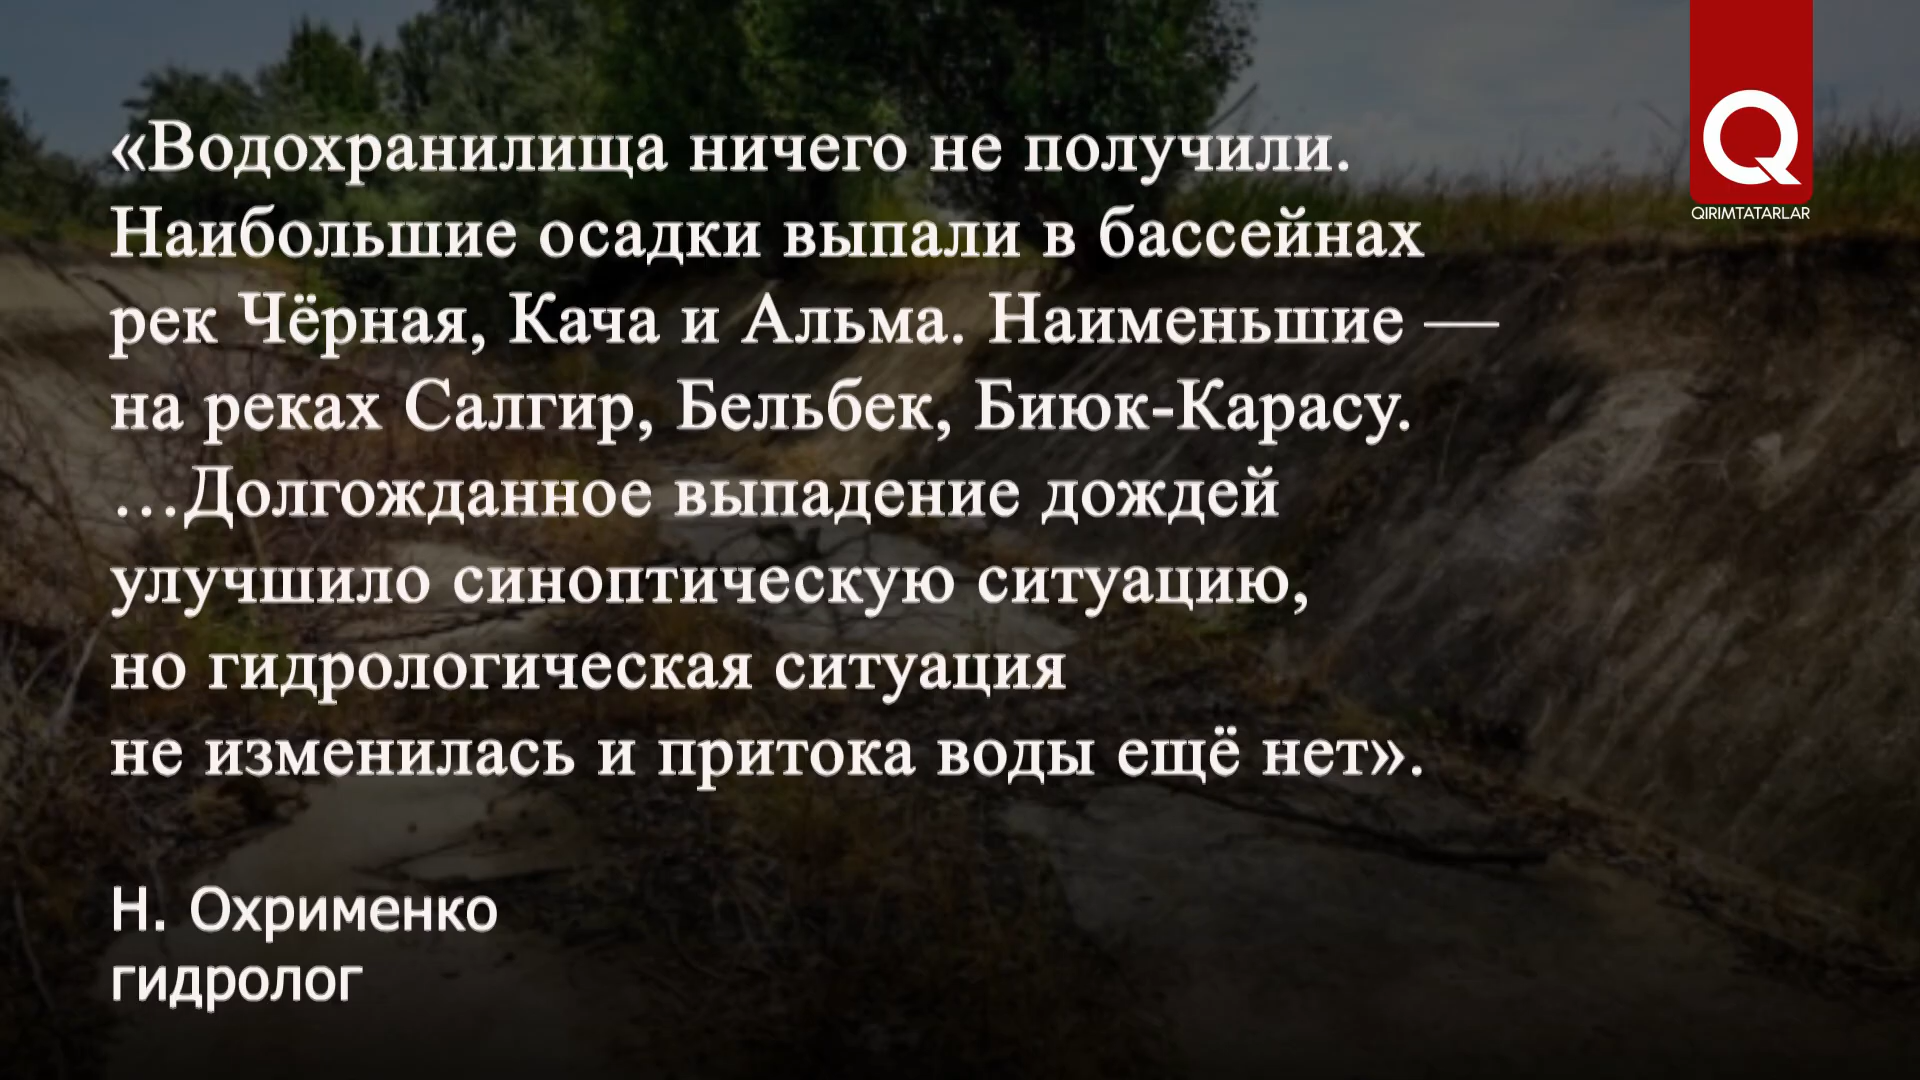 «Водохранилища ничего не получили.
Наибольшие осадки выпали в бассейнах
рек Чёрная, Кача и Альма. Наименьшие —
на реках Салгир, Бельбек, Биюк-Карасу.
…Долгожданное выпадение дождей
улучшило синоптическую ситуацию,
но гидрологическая ситуация
не изменилась и притока воды ещё нет».
Н. Охрименко
гидролог
Q
QIRIMTATARLAR